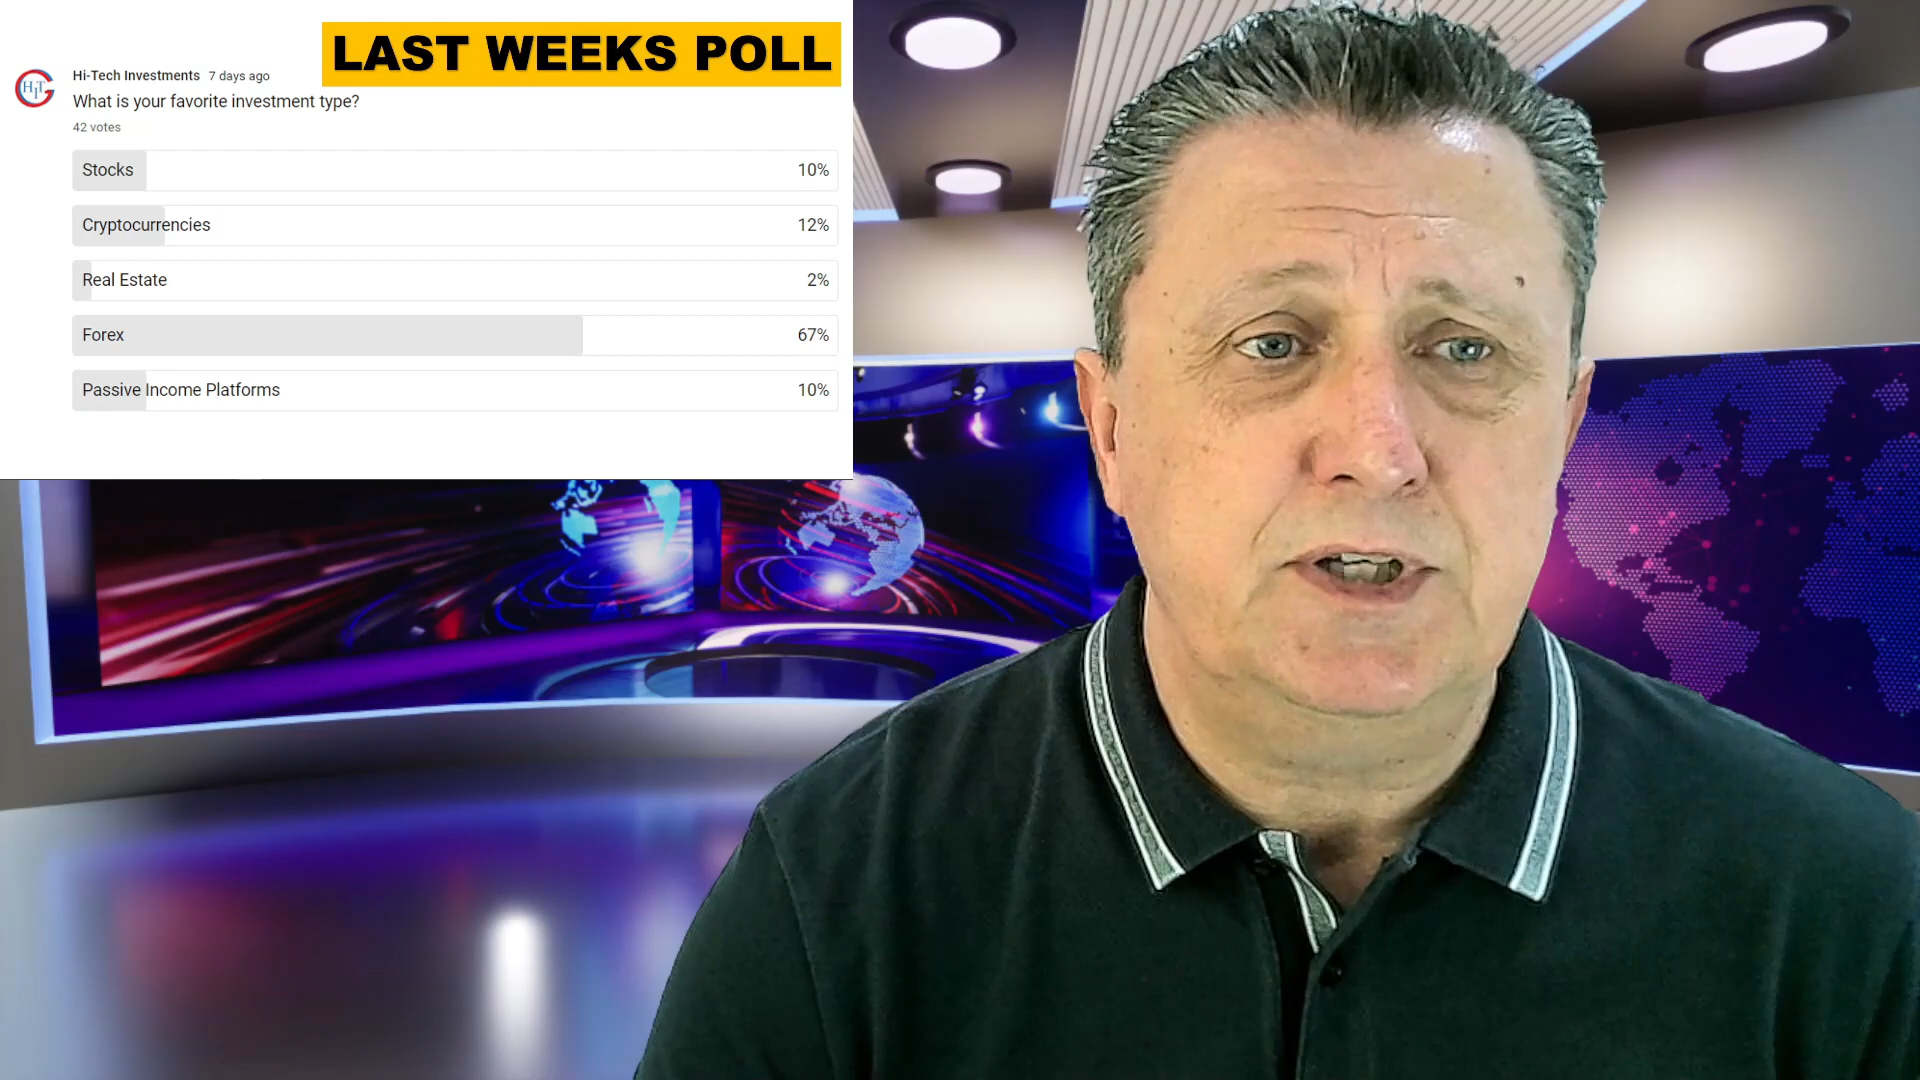 LAST WEEKS POLL
HIT
Hi-Tech Investments 7 days ago
What is your favorite investment type?
42 votes
Stocks 10%
Cryptocurrencies 12%
Real Estate 2%
Forex 67%
Passive Income Platforms 10%